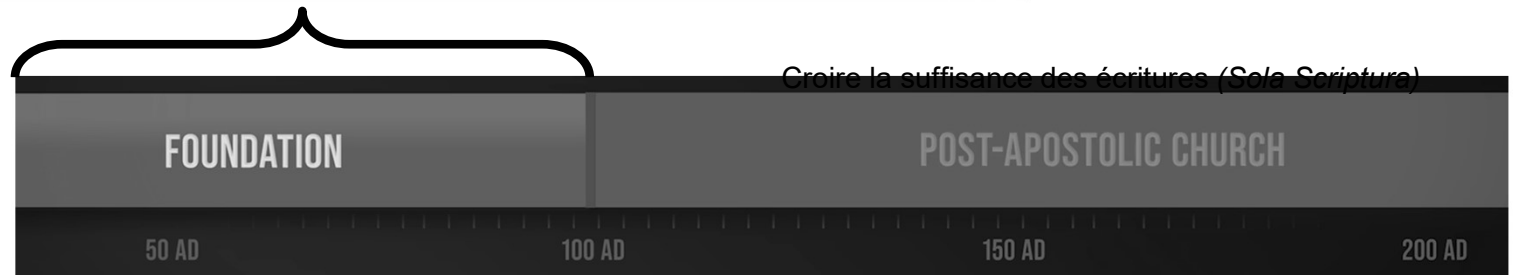 Croire la suffisance des écritures (Sola Scriptura)
FOUNDATION
POST-APOSTOLIC CHURCH
50 AD
100 AD
150 AD
200 AD